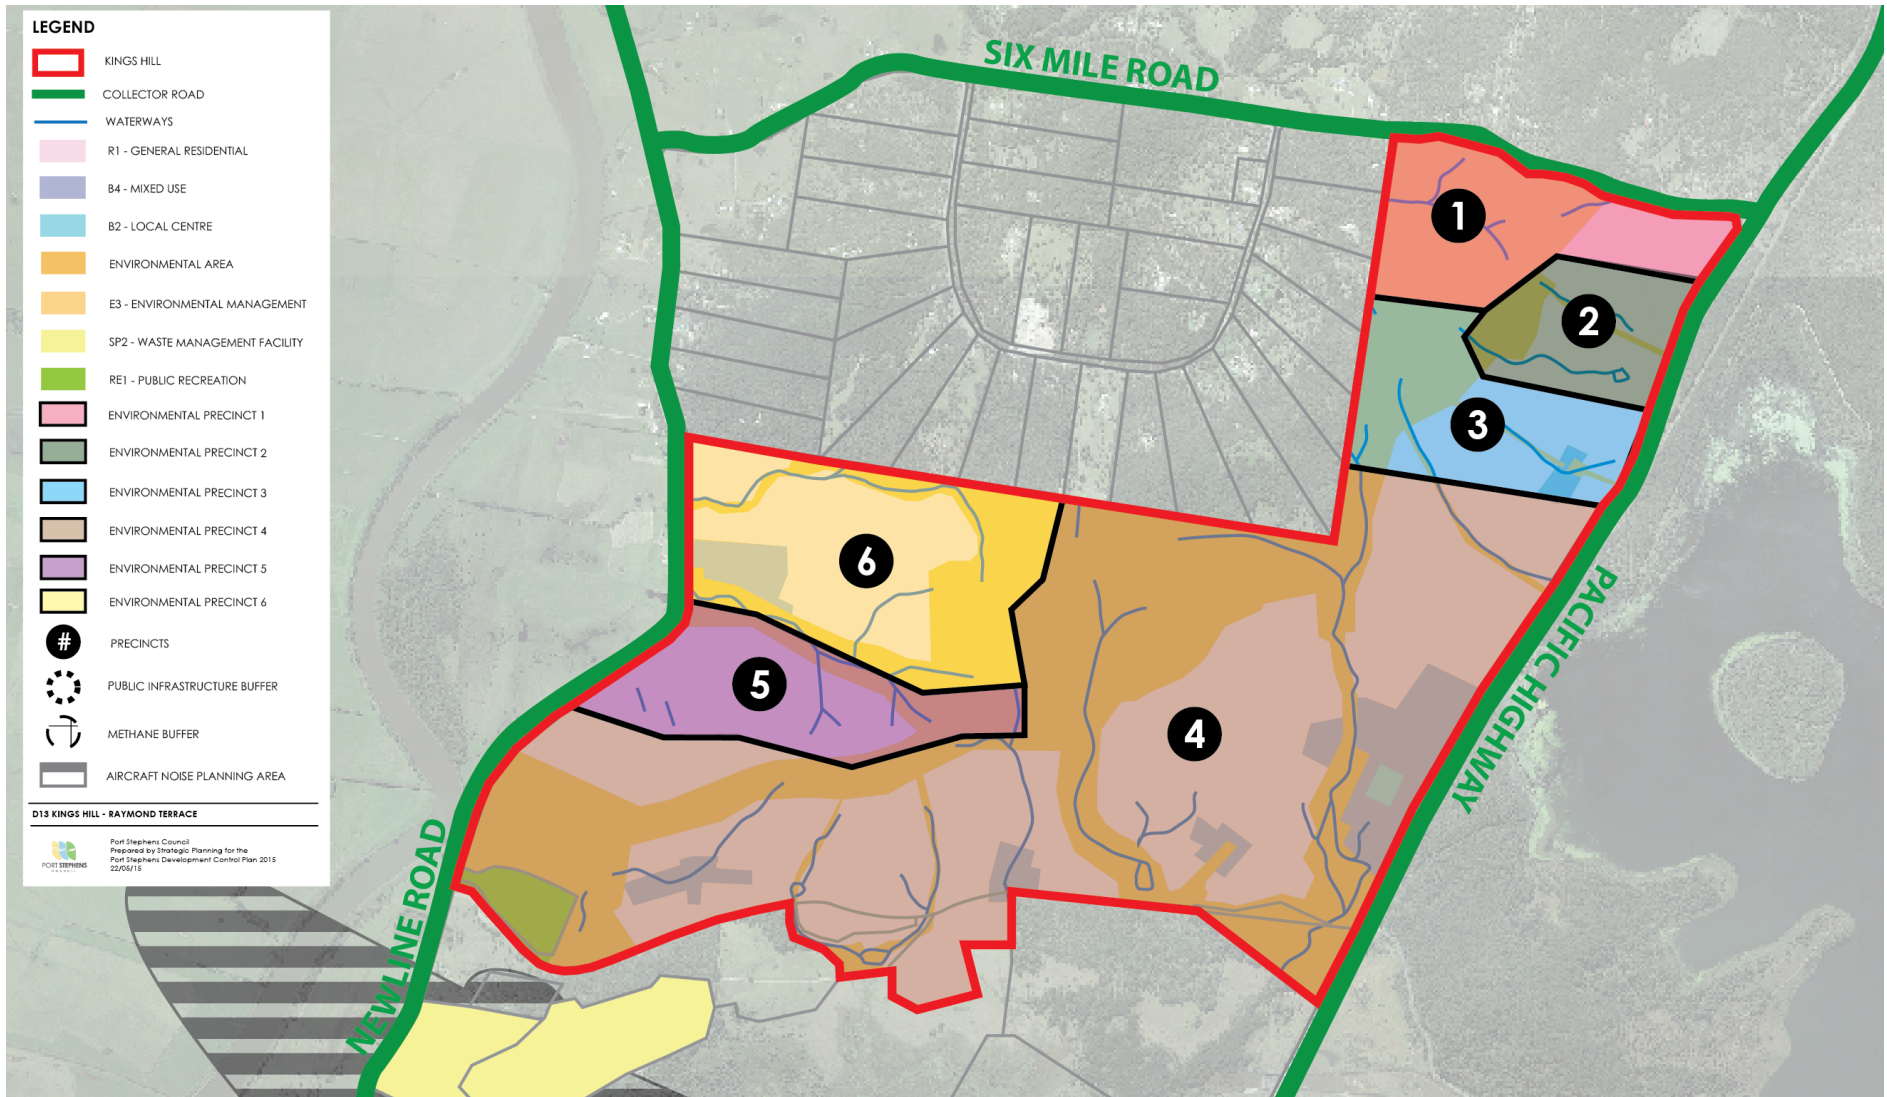 LEGEND
KINGS HILL
COLLECTOR ROAD
WATERWAYS
R1 - GENERAL RESIDENTIAL
B4 - MIXED USE
B2 - LOCAL CENTRE
ENVIRONMENTAL AREA
E3 - ENVIRONMENTAL MANAGEMENT
SP2 - WASTE MANAGEMENT FACILITY
RE1 - PUBLIC RECREATION
ENVIRONMENTAL PRECINCT 1
ENVIRONMENTAL PRECINCT 2
ENVIRONMENTAL PRECINCT 3
ENVIRONMENTAL PRECINCT 4
ENVIRONMENTAL PRECINCT 5
ENVIRONMENTAL PRECINCT 6
# PRECINCTS
PUBLIC INFRASTRUCTURE BUFFER
METHANE BUFFER
AIRCRAFT NOISE PLANNING AREA
D13 KINGS HILL - RAYMOND TERRACE
PORT STEPHENS
COUNCIL
Port Stephens Council
Prepared by Strategic Planning for the
Port Stephens Development Control Plan 2015
22/05/15
SIX MILE ROAD
1
2
3
6
5
4
PACIFIC HIGHWAY
NEWLINE ROAD